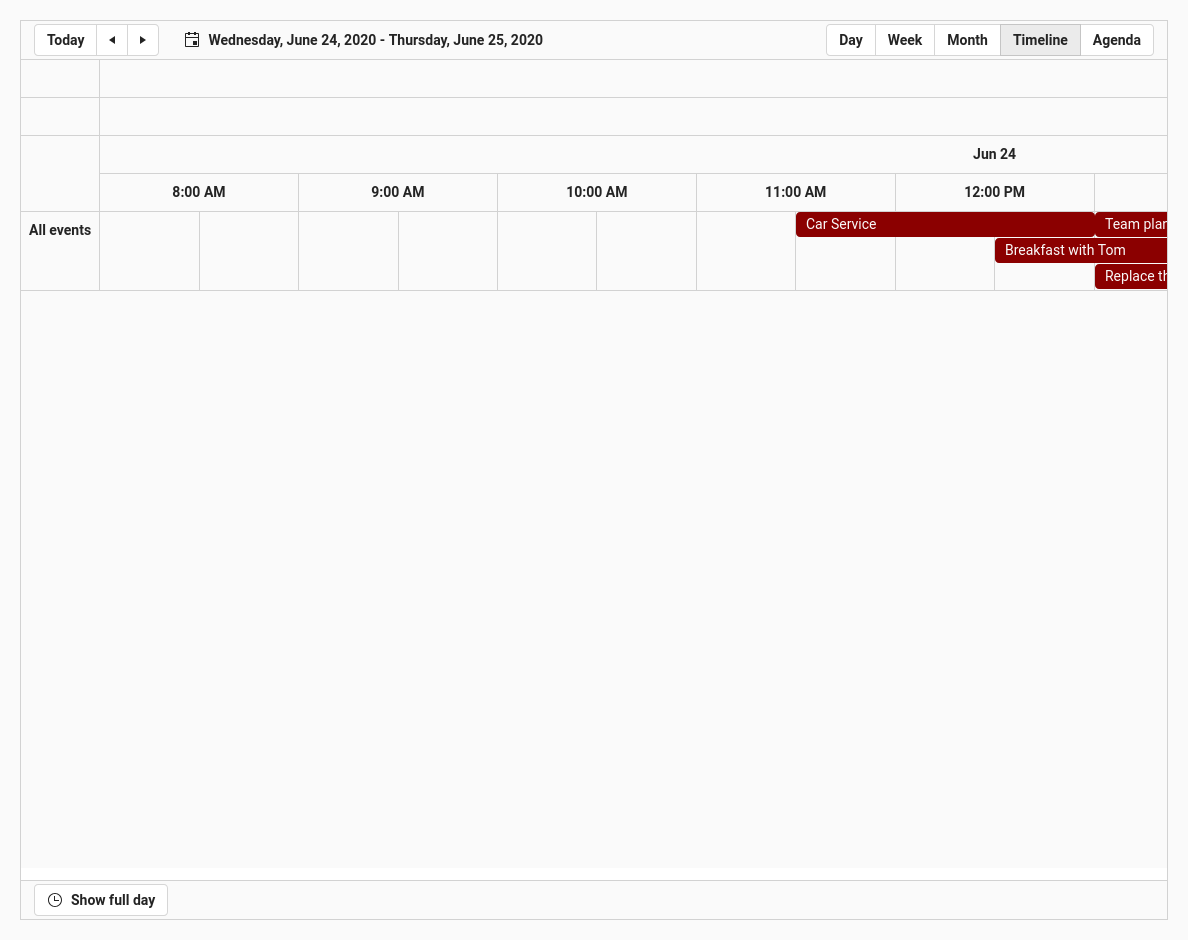 Today Wednesday, June 24, 2020 - Thursday, June 25, 2020 Day Week Month Timeline Agenda
Jun 24
8:00 AM 9:00 AM 10:00 AM 11:00 AM 12:00 PM
All events Car Service Team plan
Breakfast with Tom
Replace th
Show full day